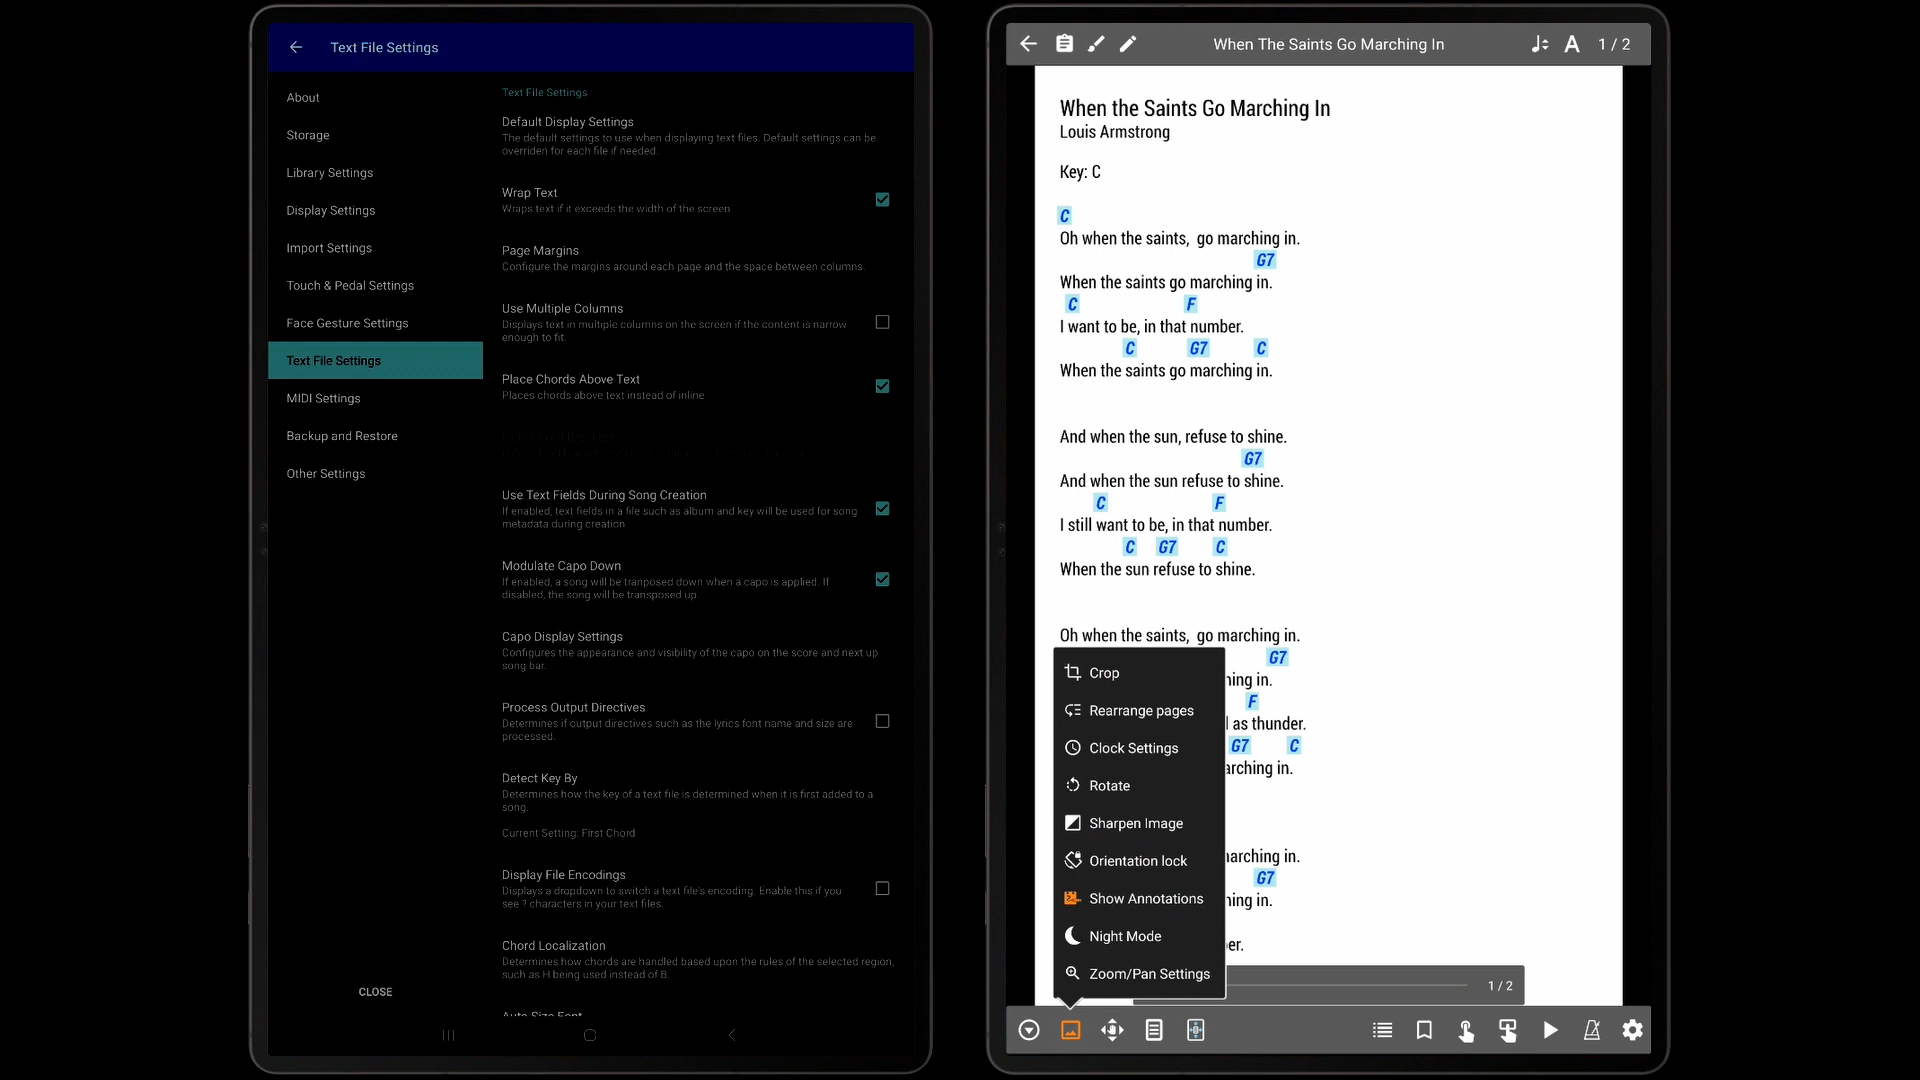 Text File Settings
About
Storage
Library Settings
Display Settings
Import Settings
Touch & Pedal Settings
Face Gesture Settings
Text File Settings
MIDI Settings
Backup and Restore
Other Settings
CLOSE
Text File Settings
Default Display Settings
The default settings to use when displaying text files. Default settings can be
overriden for each file if needed.
Wrap Text
Wraps text if it exceeds the width of the screen
Page Margins
Configure the margins around each page and the space between columns.
Use Multiple Columns
Displays text in multiple columns on the screen if the content is narrow
enough to fit.
Place Chords Above Text
Places chords above text instead of inline
Use Text Fields During Song Creation
If enabled, text fields in a file such as album and key will be used for song
metadata during creation
Modulate Capo Down
If enabled, a song will be tranposed down when a capo is applied. If
disabled, the song will be transposed up.
Capo Display Settings
Configures the appearance and visibility of the capo on the score and next up
song bar.
Process Output Directives
Determines if output directives such as the lyrics font name and size are
processed.
Detect Key By
Determines how the key of a text file is determined when it is first added to a
song.
Current Setting: First Chord
Display File Encodings
Displays a dropdown to switch a text file's encoding. Enable this if you
see ? characters in your text files.
Chord Localization
Determines how chords are handled based upon the rules of the selected region,
such as H being used instead of B.
Auto Size Font
When The Saints Go Marching In
A 1 / 2
When the Saints Go Marching In
Louis Armstrong
Key: C
C
Oh when the saints, go marching in.
G7
When the saints go marching in.
C F
I want to be, in that number.
C G7 C
When the saints go marching in.
And when the sun, refuse to shine.
G7
And when the sun refuse to shine.
C F
I still want to be, in that number.
C G7 C
When the sun refuse to shine.
Oh when the saints, go marching in.
G7
hing in.
F
l as thunder.
G7 C
arching in.
arching in.
G7
hing in.
er.
Crop
Rearrange pages
Clock Settings
Rotate
Sharpen Image
Orientation lock
Show Annotations
Night Mode
Zoom/Pan Settings
1 / 2